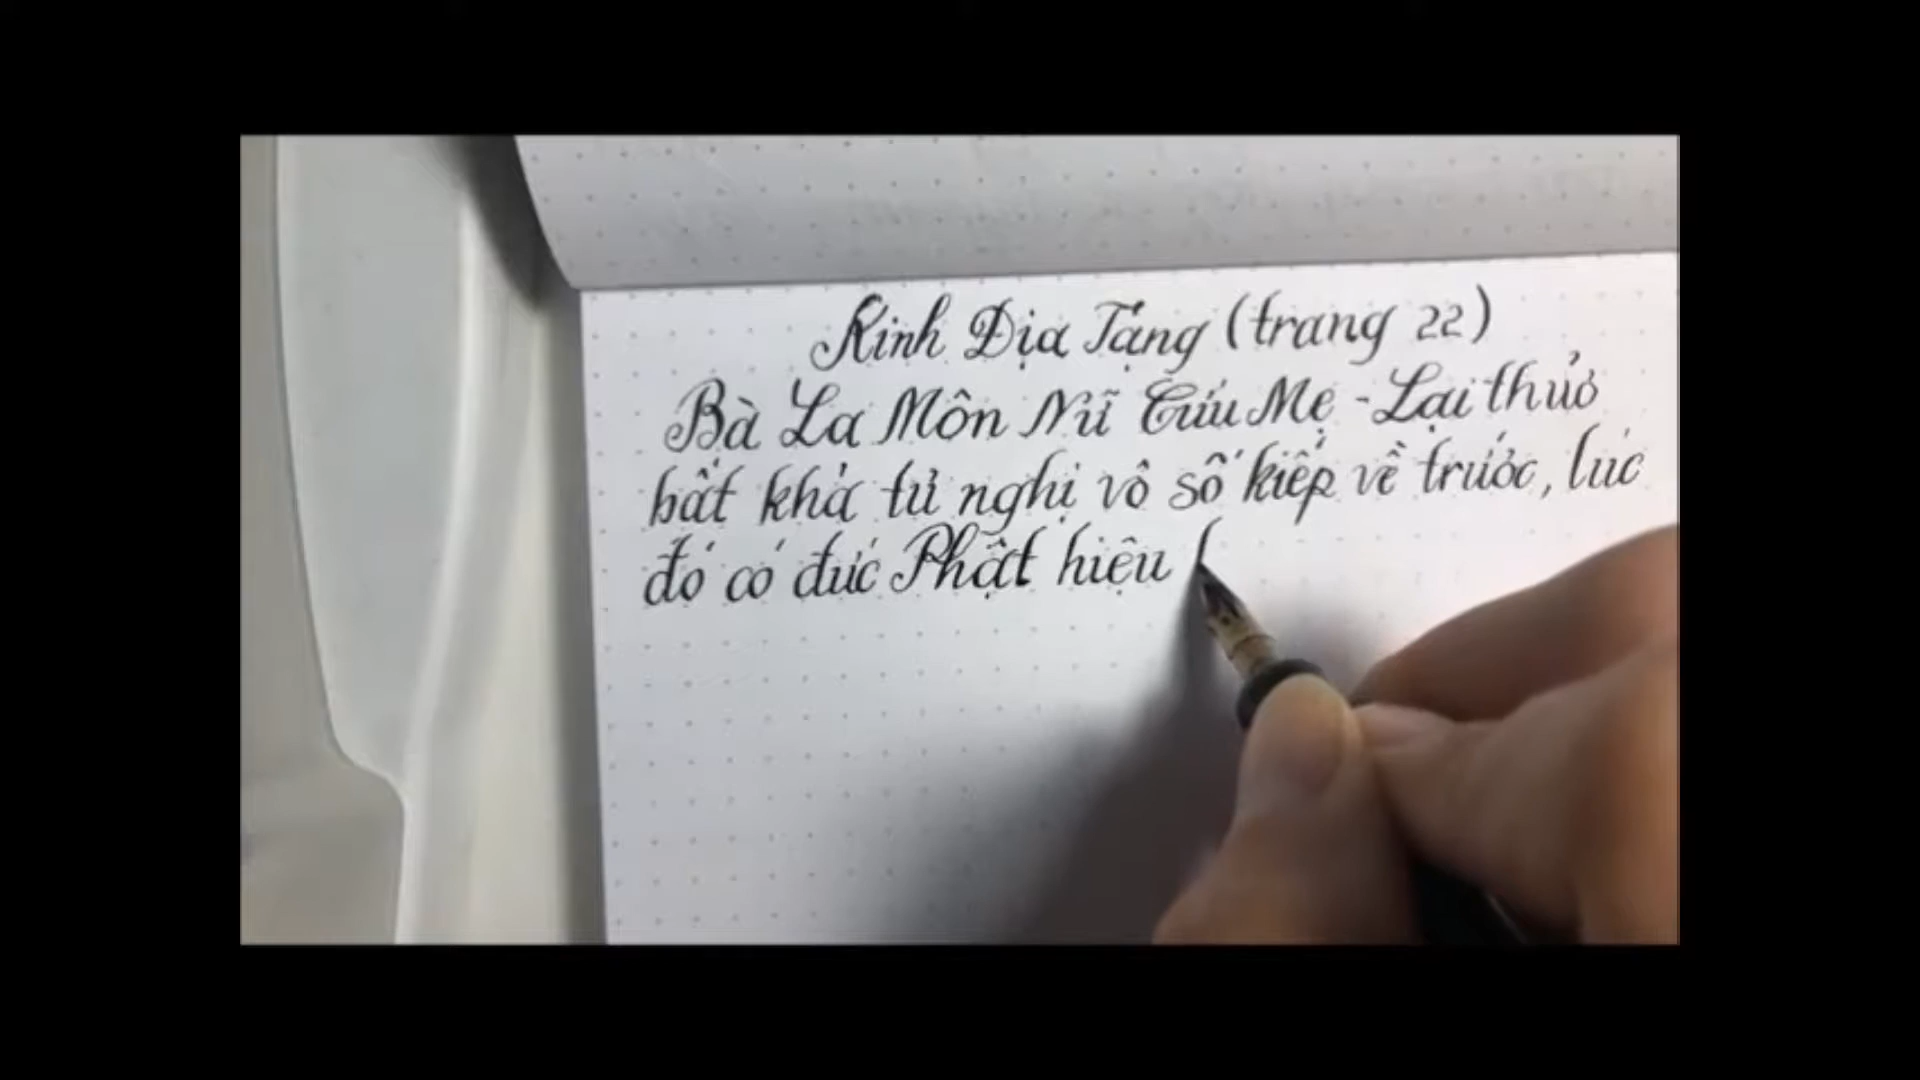 Kinh Địa Tạng (trang 22)
Bà La Môn Nữ Cứu Mẹ - Lại thuở
bất khả tư nghị vô số kiếp về trước, lúc
đó có đức Phật hiệu